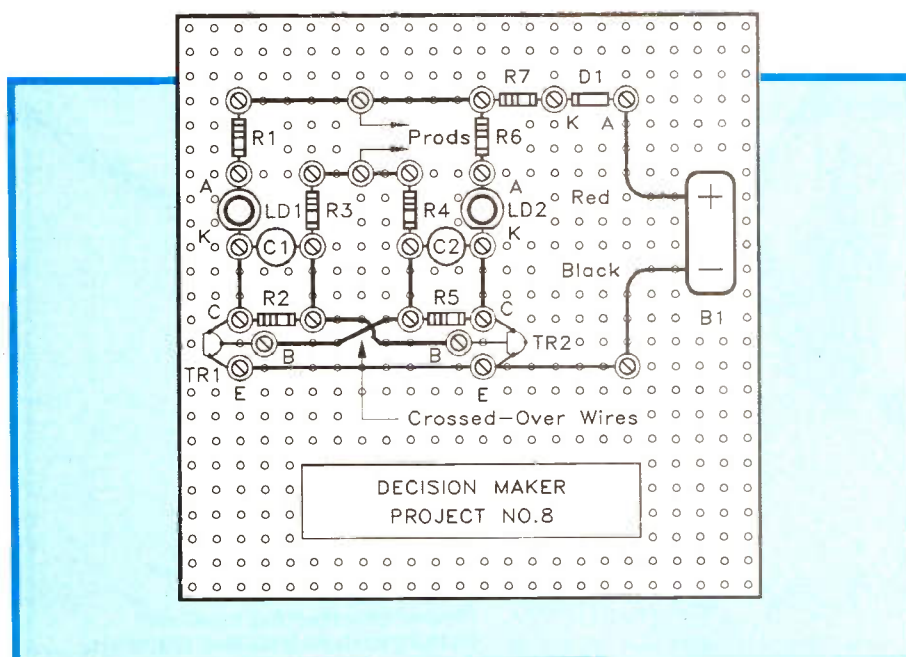 R7 D1
R1 Prods R6 K A
A A
LD1 R3 R4 LD2 Red +
K C1 C2 K
Black −
C R2 R5 C B1
B B TR2
TR1
E E
Crossed-Over Wires
DECISION MAKER
PROJECT NO.8